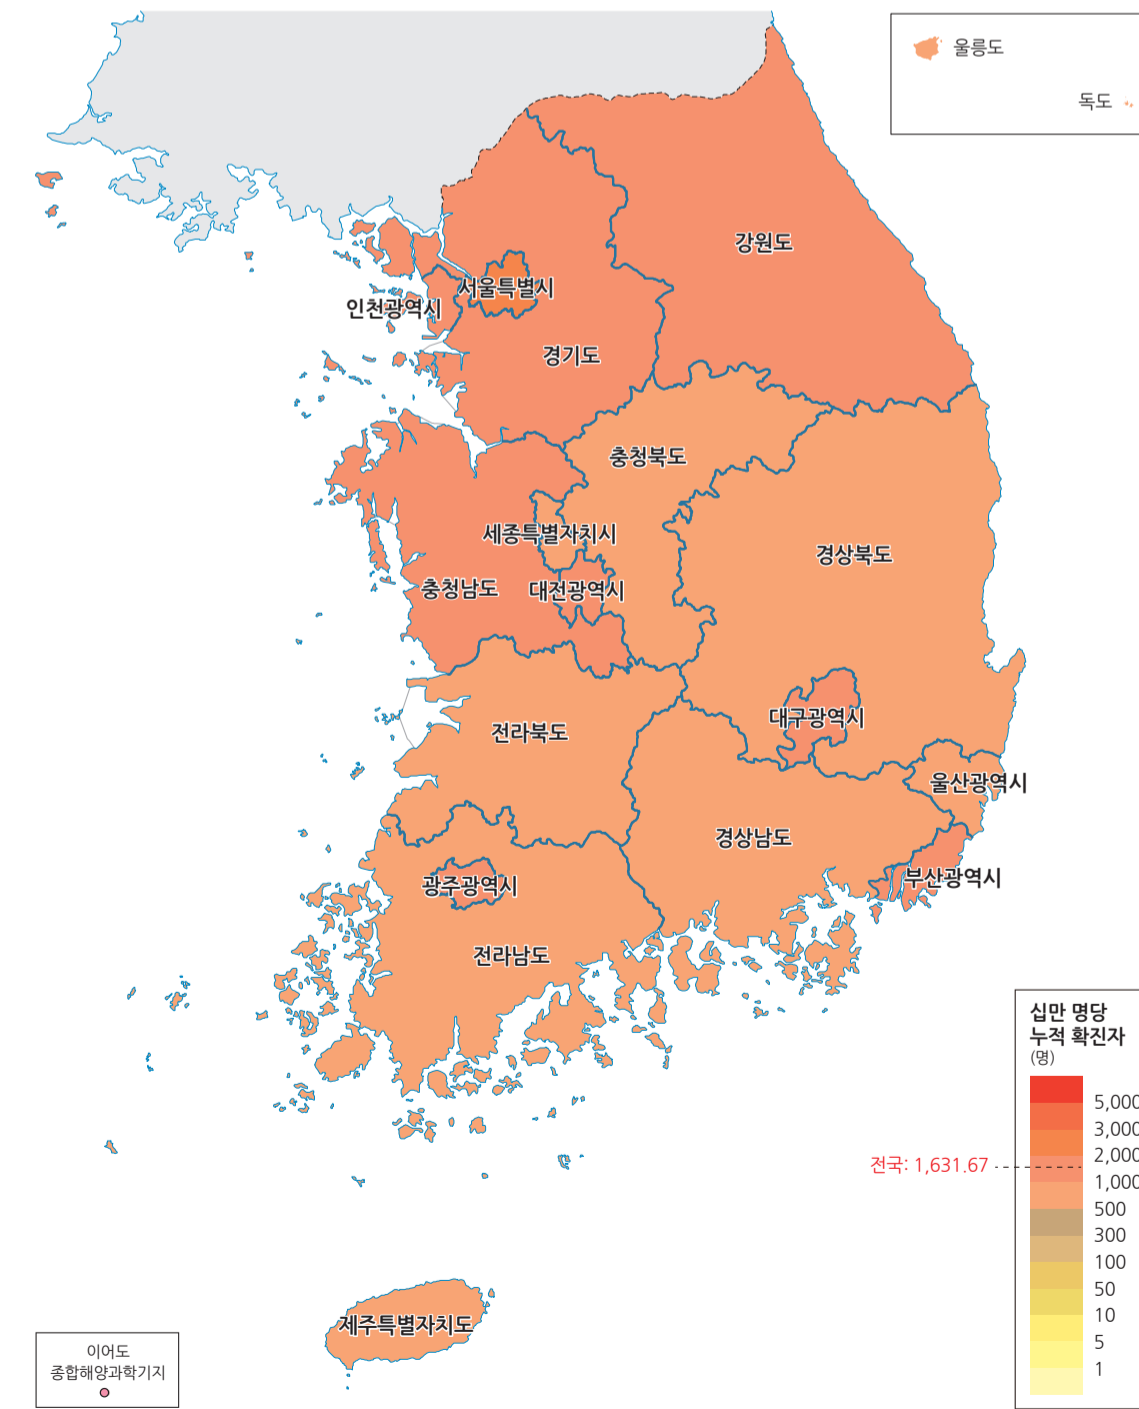 울릉도
독도
강원도
서울특별시
인천광역시
경기도
충청북도
세종특별자치시
경상북도
충청남도
대전광역시
대구광역시
전라북도
울산광역시
경상남도
부산광역시
광주광역시
전라남도
제주특별자치도
십만 명당
누적 확진자
(명)
5,000
3,000
2,000
전국: 1,631.67
1,000
500
300
100
50
10
5
1
이어도
종합해양과학기지